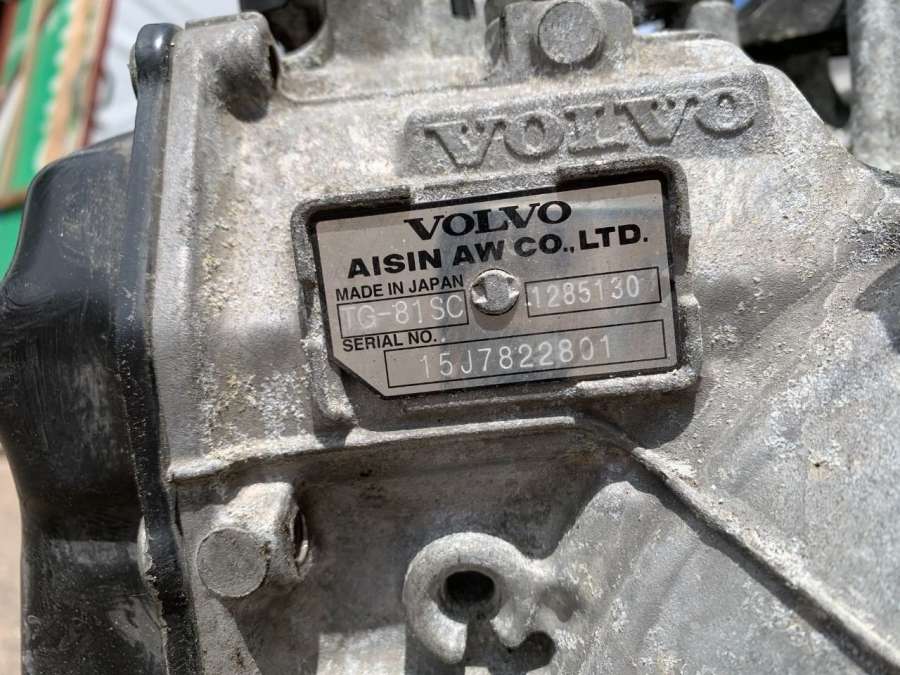 VOLVO
VOLVO
AISIN AW CO.,LTD.
MADE IN JAPAN
TG-81SC 1285130
SERIAL NO.
15J7822801